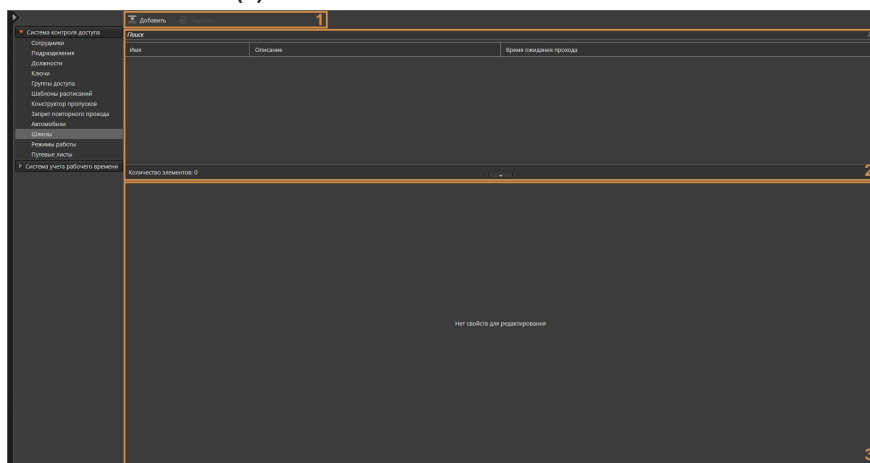 Добавить Удалить 1
Система контроля доступа
Поиск
Сотрудники
Подразделения
Имя Описание Время ожидания прохода
Должности
Ключи
Группы доступа
Шаблоны расписаний
Конструктор пропусков
Запрет повторного прохода
Автомобили
Шлюзы
Режимы работы
Путевые листы
Система учета рабочего времени
Количество элементов: 0 2
Нет свойств для редактирования
3